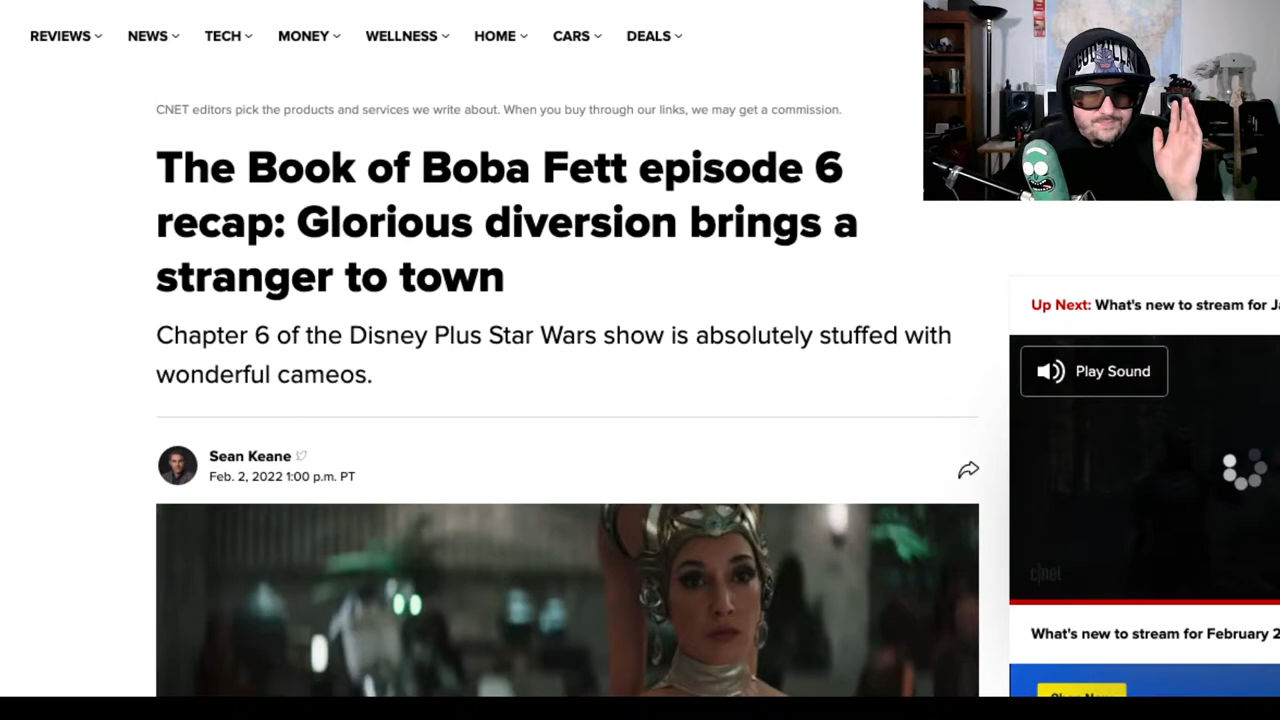 REVIEWS NEWS TECH MONEY WELLNESS HOME CARS DEALS
CNET editors pick the products and services we write about. When you buy through our links, we may get a commission.
The Book of Boba Fett episode 6
recap: Glorious diversion brings a
stranger to town
Chapter 6 of the Disney Plus Star Wars show is absolutely stuffed with
wonderful cameos.
Sean Keane
Feb. 2, 2022 1:00 p.m. PT
GODZILLA
Up Next: What's new to stream for Ja
Play Sound
c|net
What's new to stream for February 2
Shop Now